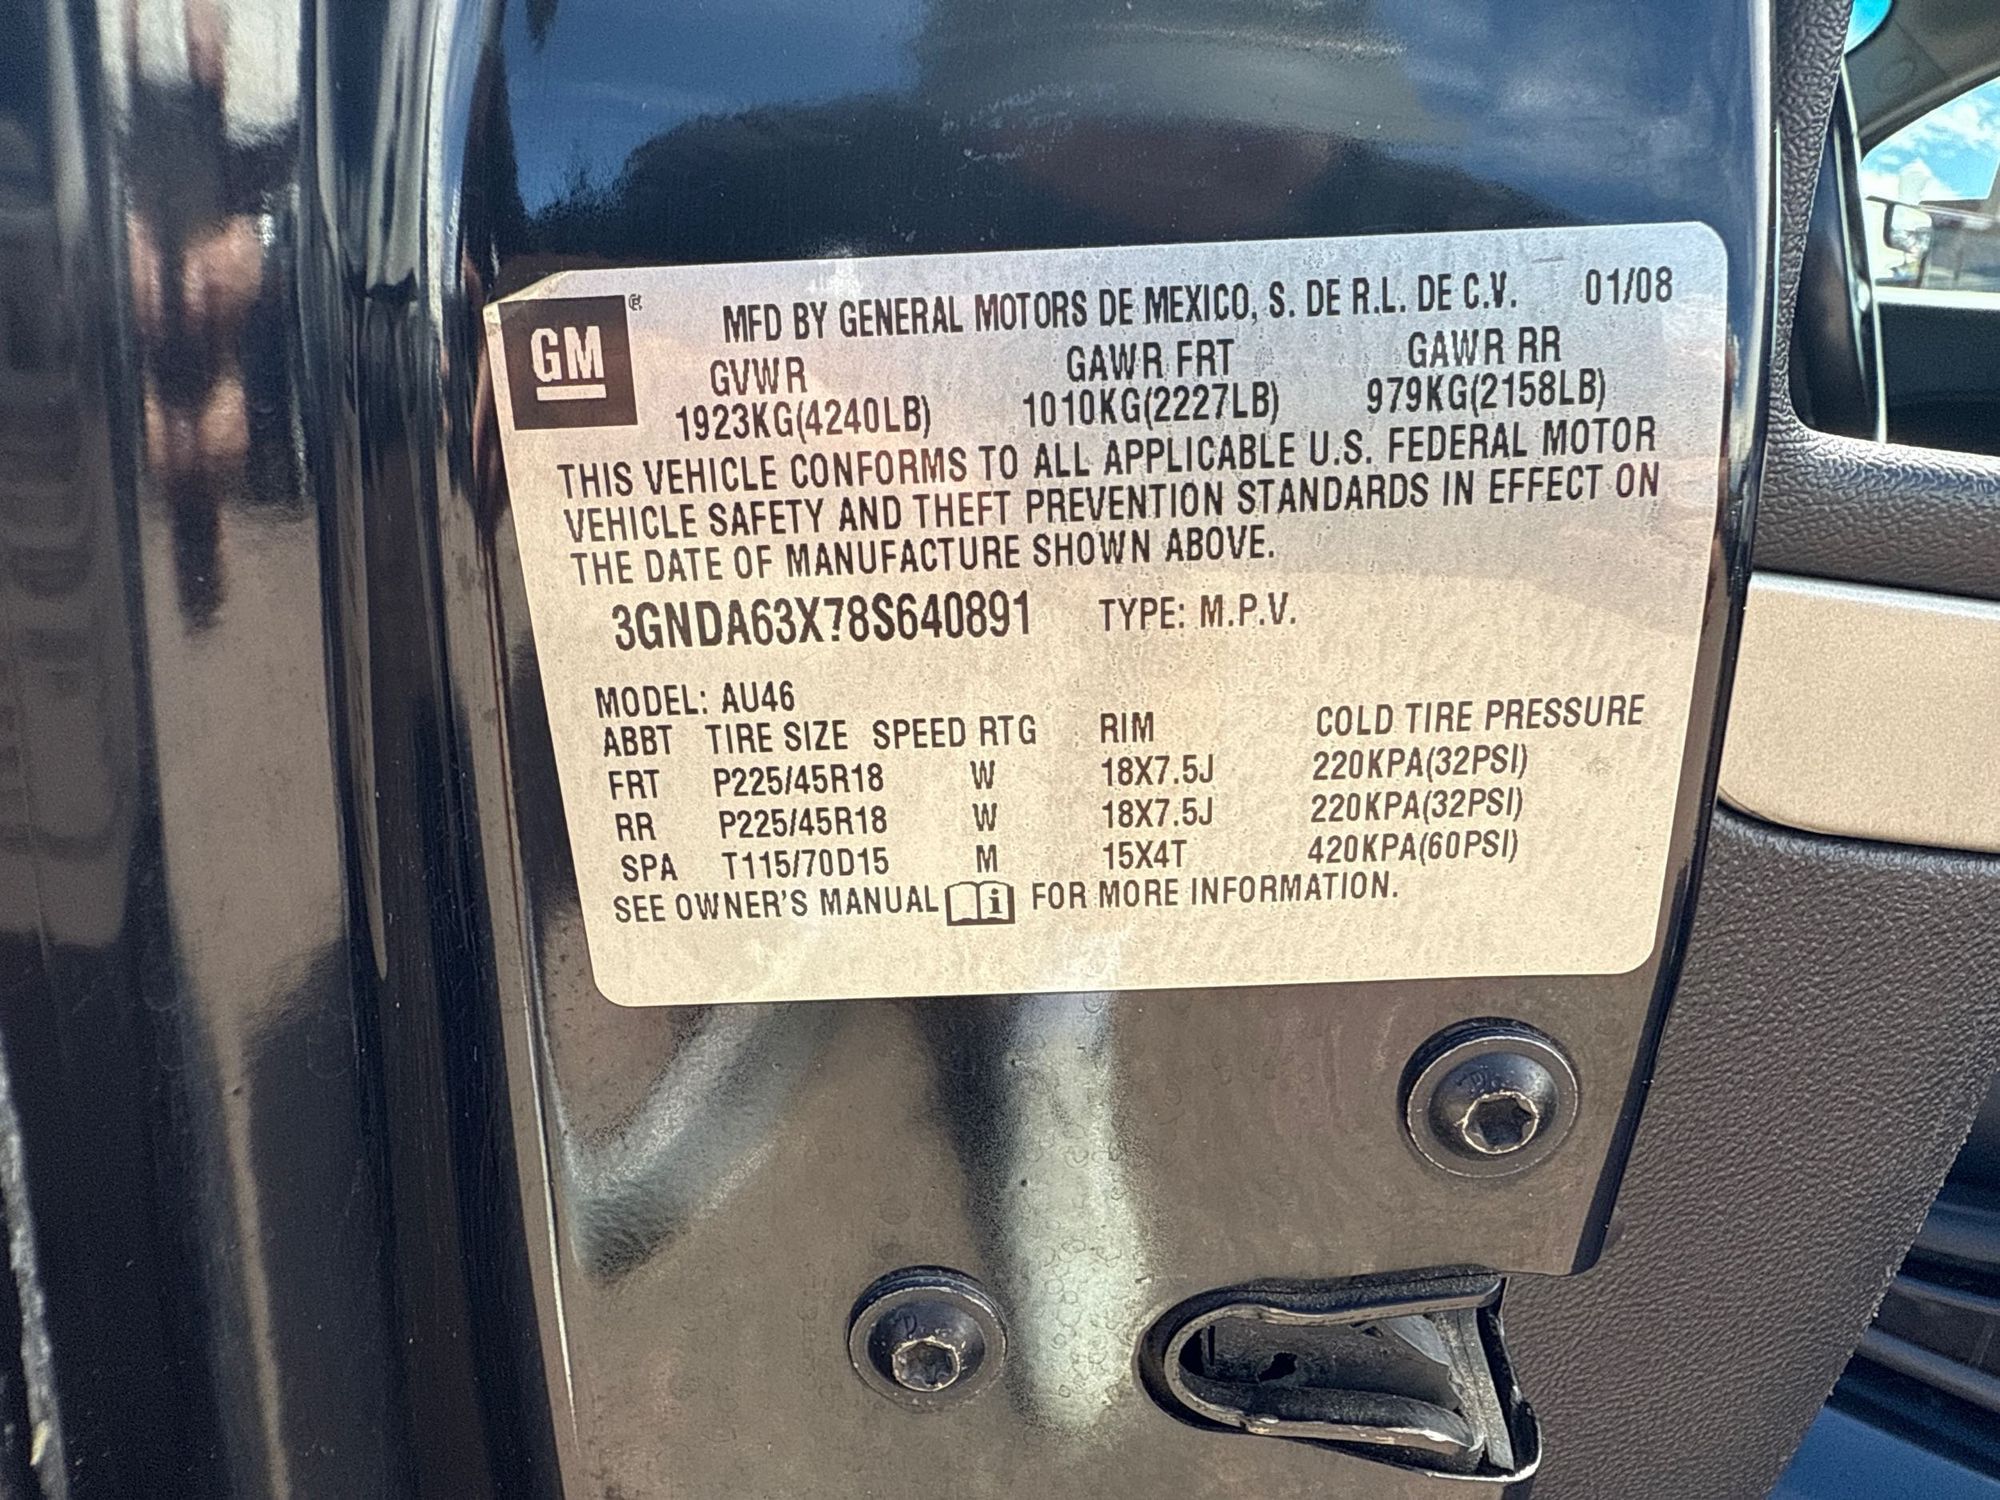 GM ® MFD BY GENERAL MOTORS DE MEXICO, S. DE R.L. DE C.V. 01/08
GVWR GAWR FRT GAWR RR
1923KG(4240LB) 1010KG(2227LB) 979KG(2158LB)
THIS VEHICLE CONFORMS TO ALL APPLICABLE U.S. FEDERAL MOTOR
VEHICLE SAFETY AND THEFT PREVENTION STANDARDS IN EFFECT ON
THE DATE OF MANUFACTURE SHOWN ABOVE.
3GNDA63X78S640891 TYPE: M.P.V.
MODEL: AU46
ABBT TIRE SIZE SPEED RTG RIM COLD TIRE PRESSURE
FRT P225/45R18 W 18X7.5J 220KPA(32PSI)
RR P225/45R18 W 18X7.5J 220KPA(32PSI)
SPA T115/70D15 M 15X4T 420KPA(60PSI)
SEE OWNER'S MANUAL i FOR MORE INFORMATION.